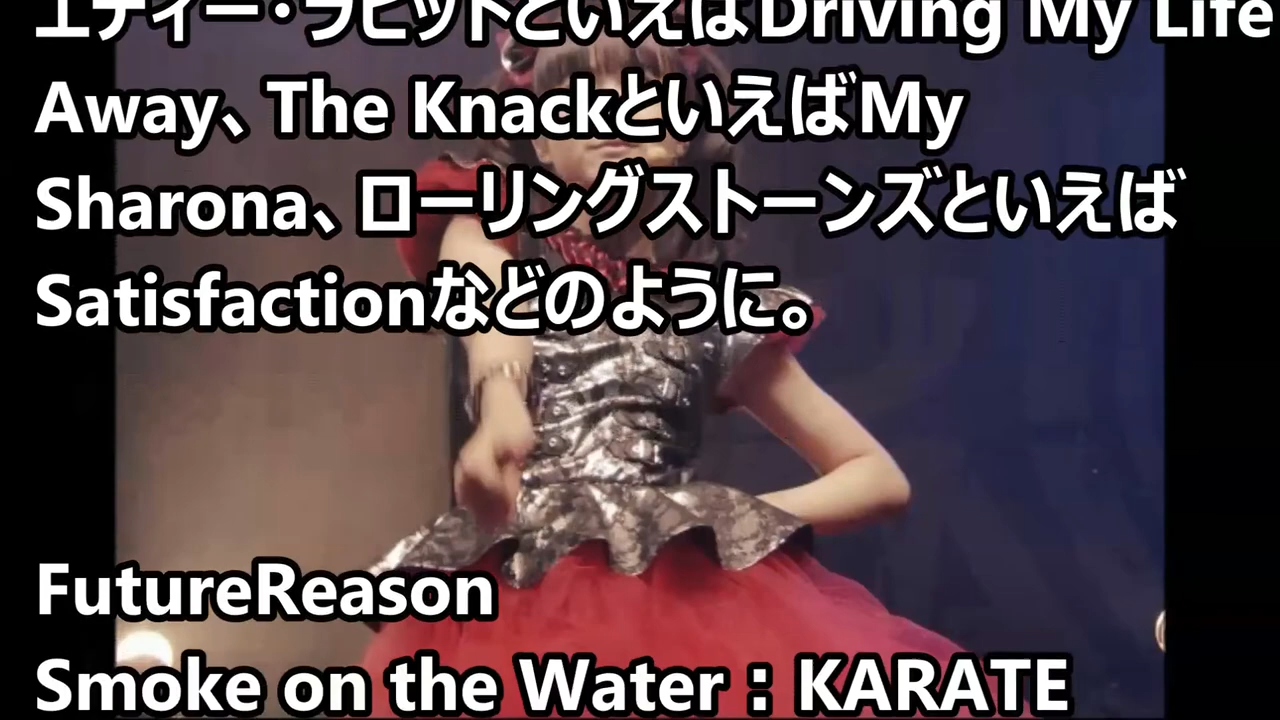 エディー・ラビットといえばDriving My Life
Away、The KnackといえばMy
Sharona、ローリングストーンズといえば
Satisfactionなどのように。
FutureReason
Smoke on the Water：KARATE